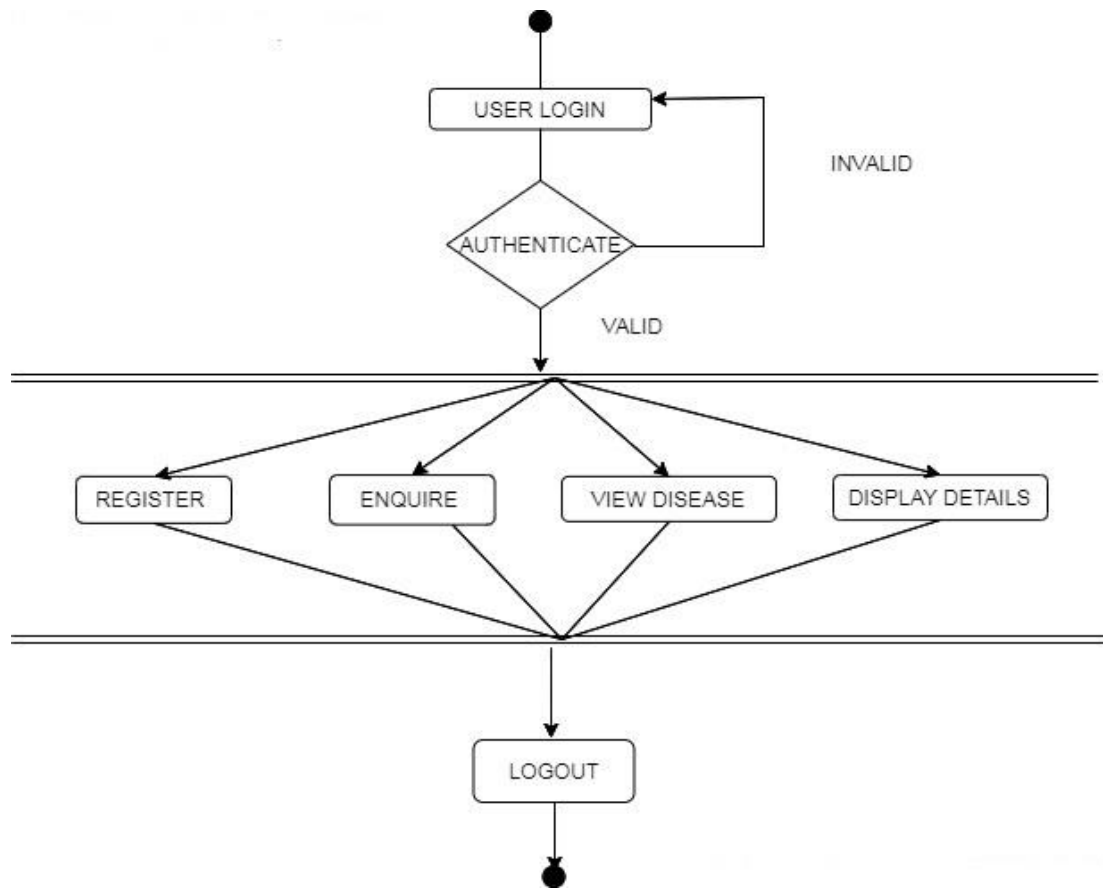 USER LOGIN
INVALID
AUTHENTICATE
VALID
REGISTER
ENQUIRE
VIEW DISEASE
DISPLAY DETAILS
LOGOUT